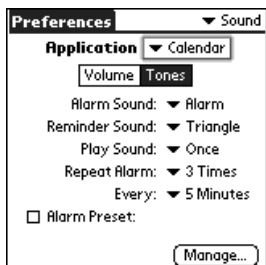 Preferences Sound
Application Calendar
Volume Tones
Alarm Sound: Alarm
Reminder Sound: Triangle
Play Sound: Once
Repeat Alarm: 3 Times
Every: 5 Minutes
Alarm Preset:
Manage...